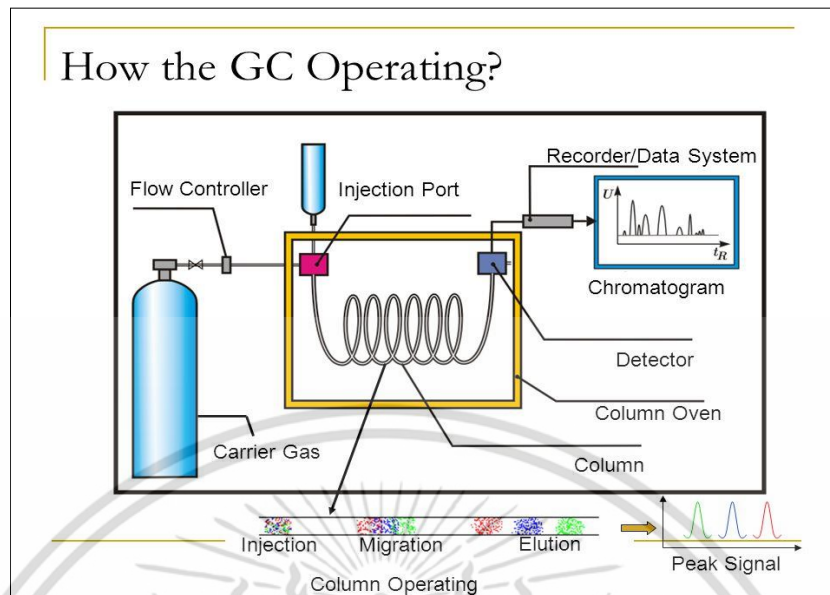 How the GC Operating?
Recorder/Data System
Flow Controller
Injection Port
U
t_R
Chromatogram
Detector
Column Oven
Carrier Gas
Column
Injection Migration Elution
Peak Signal
Column Operating